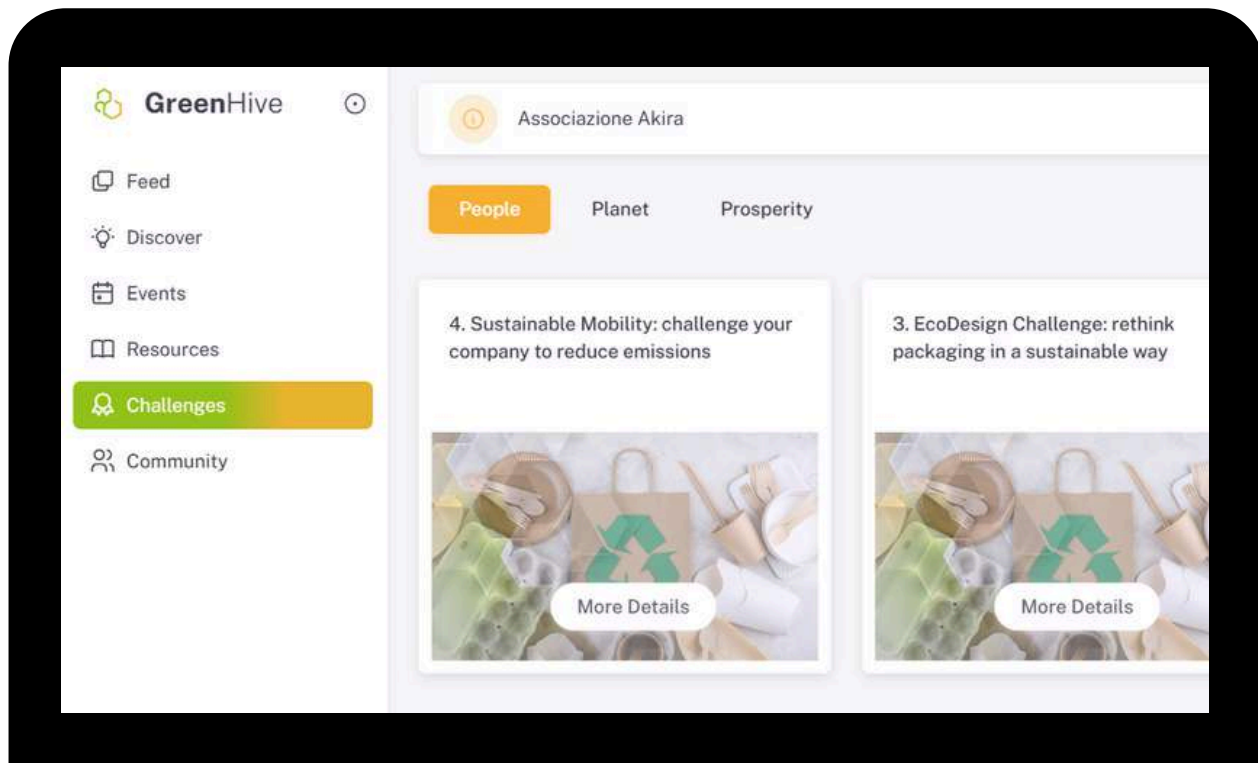 GreenHive
Feed
Discover
Events
Resources
Challenges
Community
Associazione Akira
People
Planet
Prosperity
4. Sustainable Mobility: challenge your
company to reduce emissions
More Details
3. EcoDesign Challenge: rethink
packaging in a sustainable way
More Details